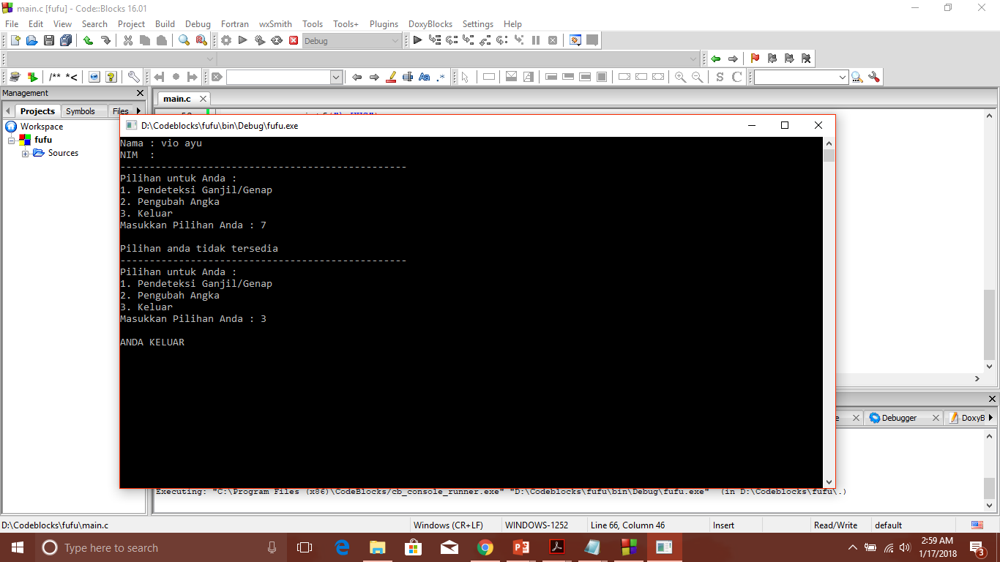 main.c [fufu] - Code::Blocks 16.01
File Edit View Search Project Build Debug Fortran wxSmith Tools Tools+ Plugins DoxyBlocks Settings Help
Debug
/** *<
Aa .*
S C
Management
Projects Symbols Files
main.c
Workspace
fufu
Sources
D:\Codeblocks\fufu\bin\Debug\fufu.exe
Nama : vio ayu
NIM :
-------------------------------------------------
Pilihan untuk Anda :
1. Pendeteksi Ganjil/Genap
2. Pengubah Angka
3. Keluar
Masukkan Pilihan Anda : 7
Pilihan anda tidak tersedia
-------------------------------------------------
Pilihan untuk Anda :
1. Pendeteksi Ganjil/Genap
2. Pengubah Angka
3. Keluar
Masukkan Pilihan Anda : 3
ANDA KELUAR
Debugger DoxyB
Executing: "C:\Program Files (x86)\CodeBlocks/cb_console_runner.exe" "D:\Codeblocks\fufu\bin\Debug\fufu.exe" (in D:\Codeblocks\fufu\.)
D:\Codeblocks\fufu\main.c Windows (CR+LF) WINDOWS-1252 Line 66, Column 46 Insert Read/Write default
Type here to search
2:59 AM
1/17/2018
3